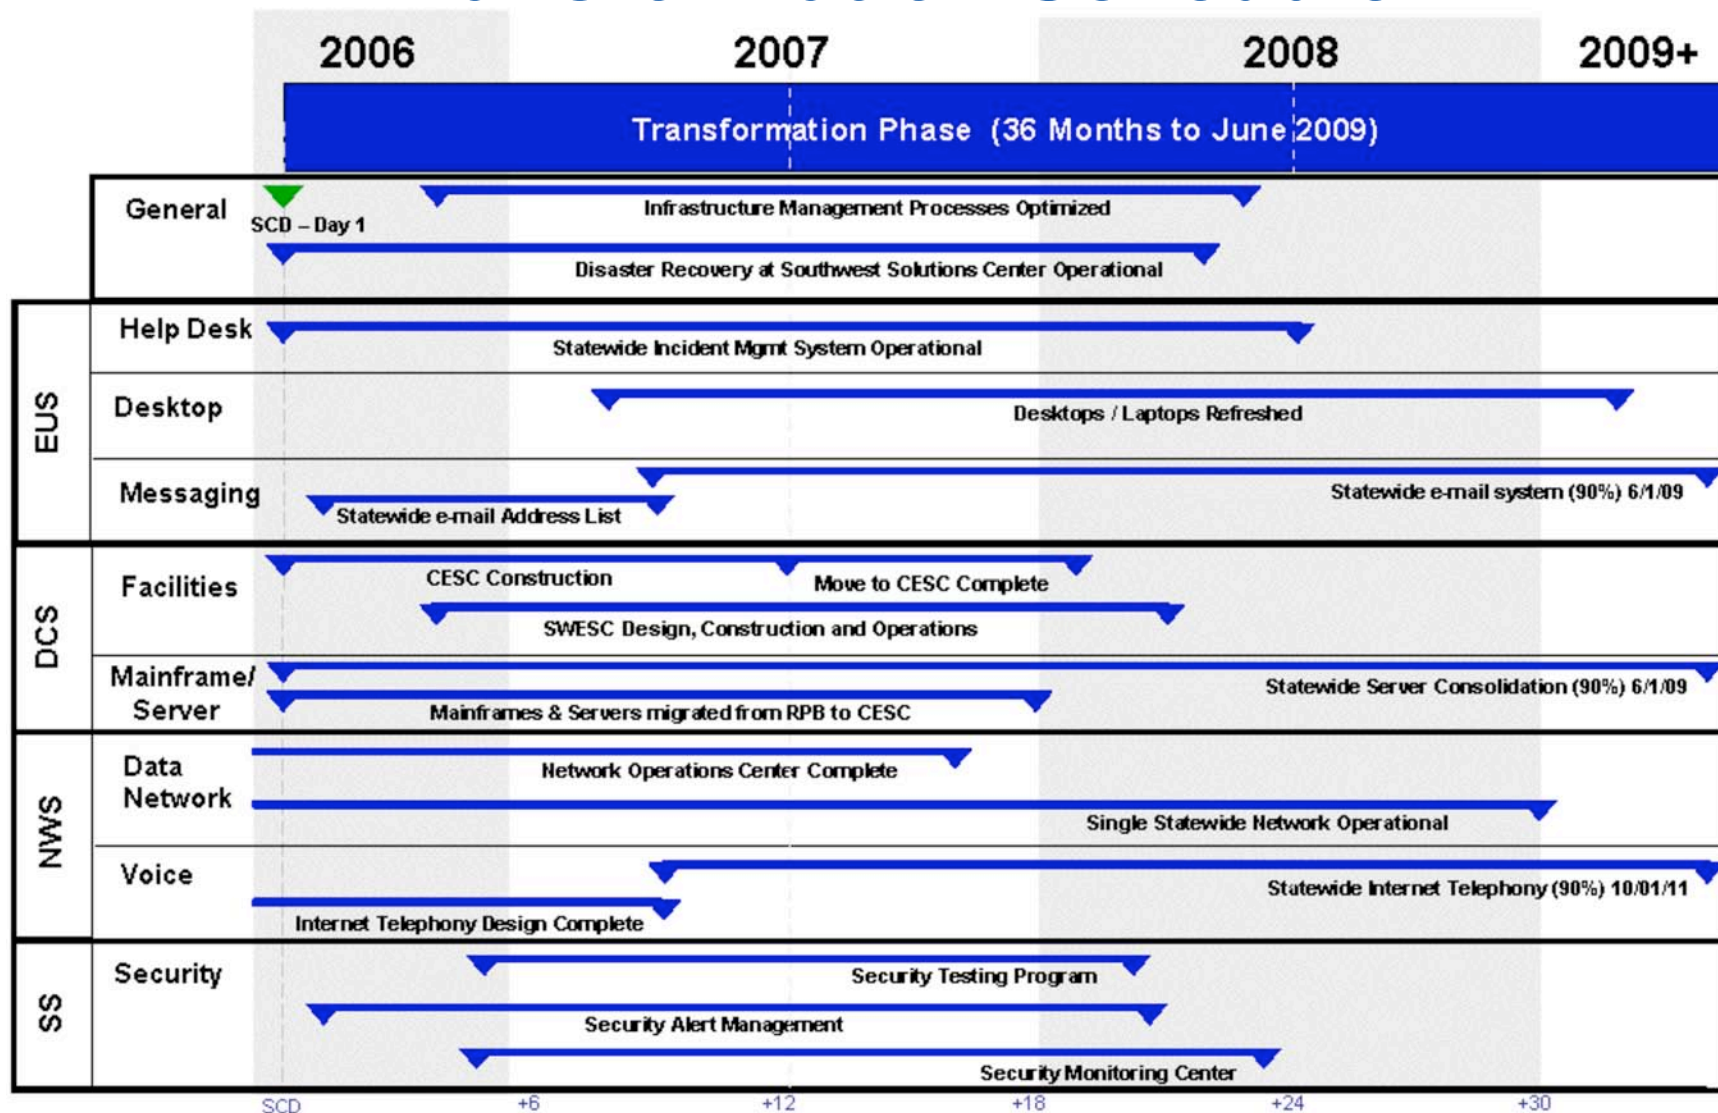 2006 2007 2008 2009+
Transformation Phase (36 Months to June 2009)
General
SCD – Day 1
Infrastructure Management Processes Optimized
Disaster Recovery at Southwest Solutions Center Operational
EUS
Help Desk
Statewide Incident Mgmt System Operational
Desktop
Desktops / Laptops Refreshed
Messaging
Statewide e-mail system (90%) 6/1/09
Statewide e-mail Address List
DCS
Facilities
CESC Construction
Move to CESC Complete
SWESC Design, Construction and Operations
Mainframe/
Server
Statewide Server Consolidation (90%) 6/1/09
Mainframes & Servers migrated from RPB to CESC
NWS
Data
Network
Network Operations Center Complete
Single Statewide Network Operational
Voice
Statewide Internet Telephony (90%) 10/01/11
Internet Telephony Design Complete
SS
Security
Security Testing Program
Security Alert Management
Security Monitoring Center
SCD +6 +12 +18 +24 +30